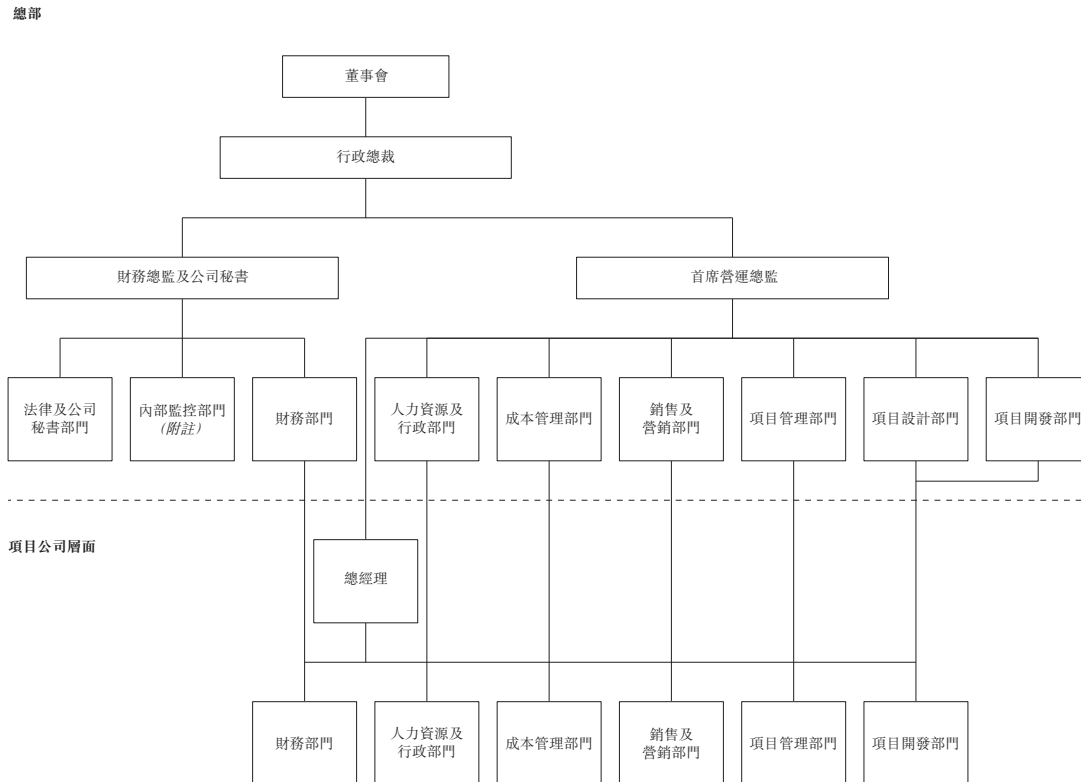 總部
董事會
行政總裁
財務總監及公司秘書
首席營運總監
法律及公司
秘書部門
內部監控部門
(附註)
財務部門
人力資源及
行政部門
成本管理部門
銷售及
營銷部門
項目管理部門
項目設計部門
項目開發部門
項目公司層面
總經理
財務部門
人力資源及
行政部門
成本管理部門
銷售及
營銷部門
項目管理部門
項目開發部門